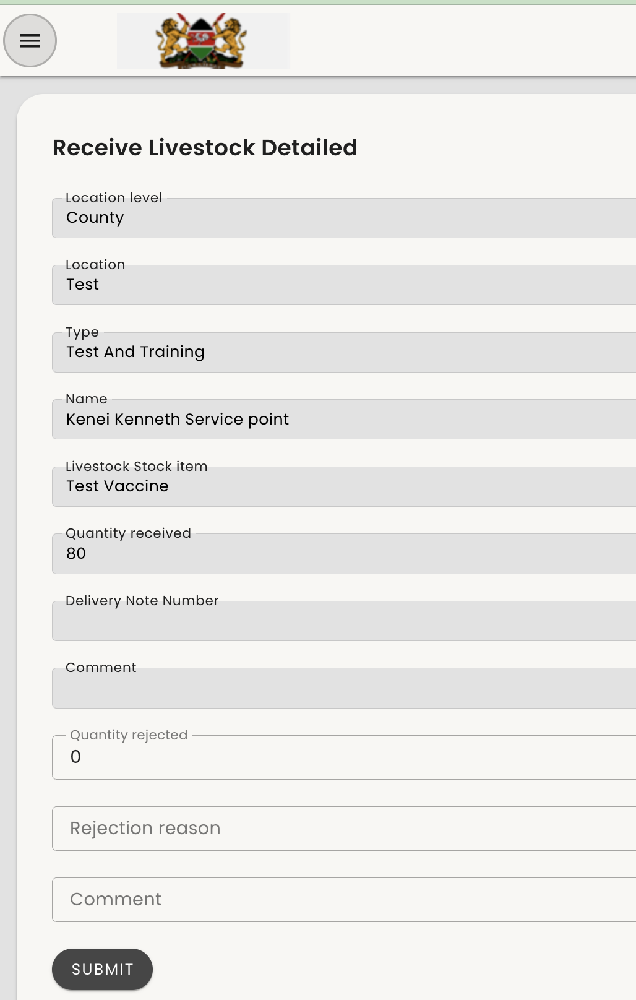 Receive Livestock Detailed
Location level
County
Location
Test
Type
Test And Training
Name
Kenei Kenneth Service point
Livestock Stock item
Test Vaccine
Quantity received
80
Delivery Note Number
Comment
Quantity rejected
0
Rejection reason
Comment
SUBMIT